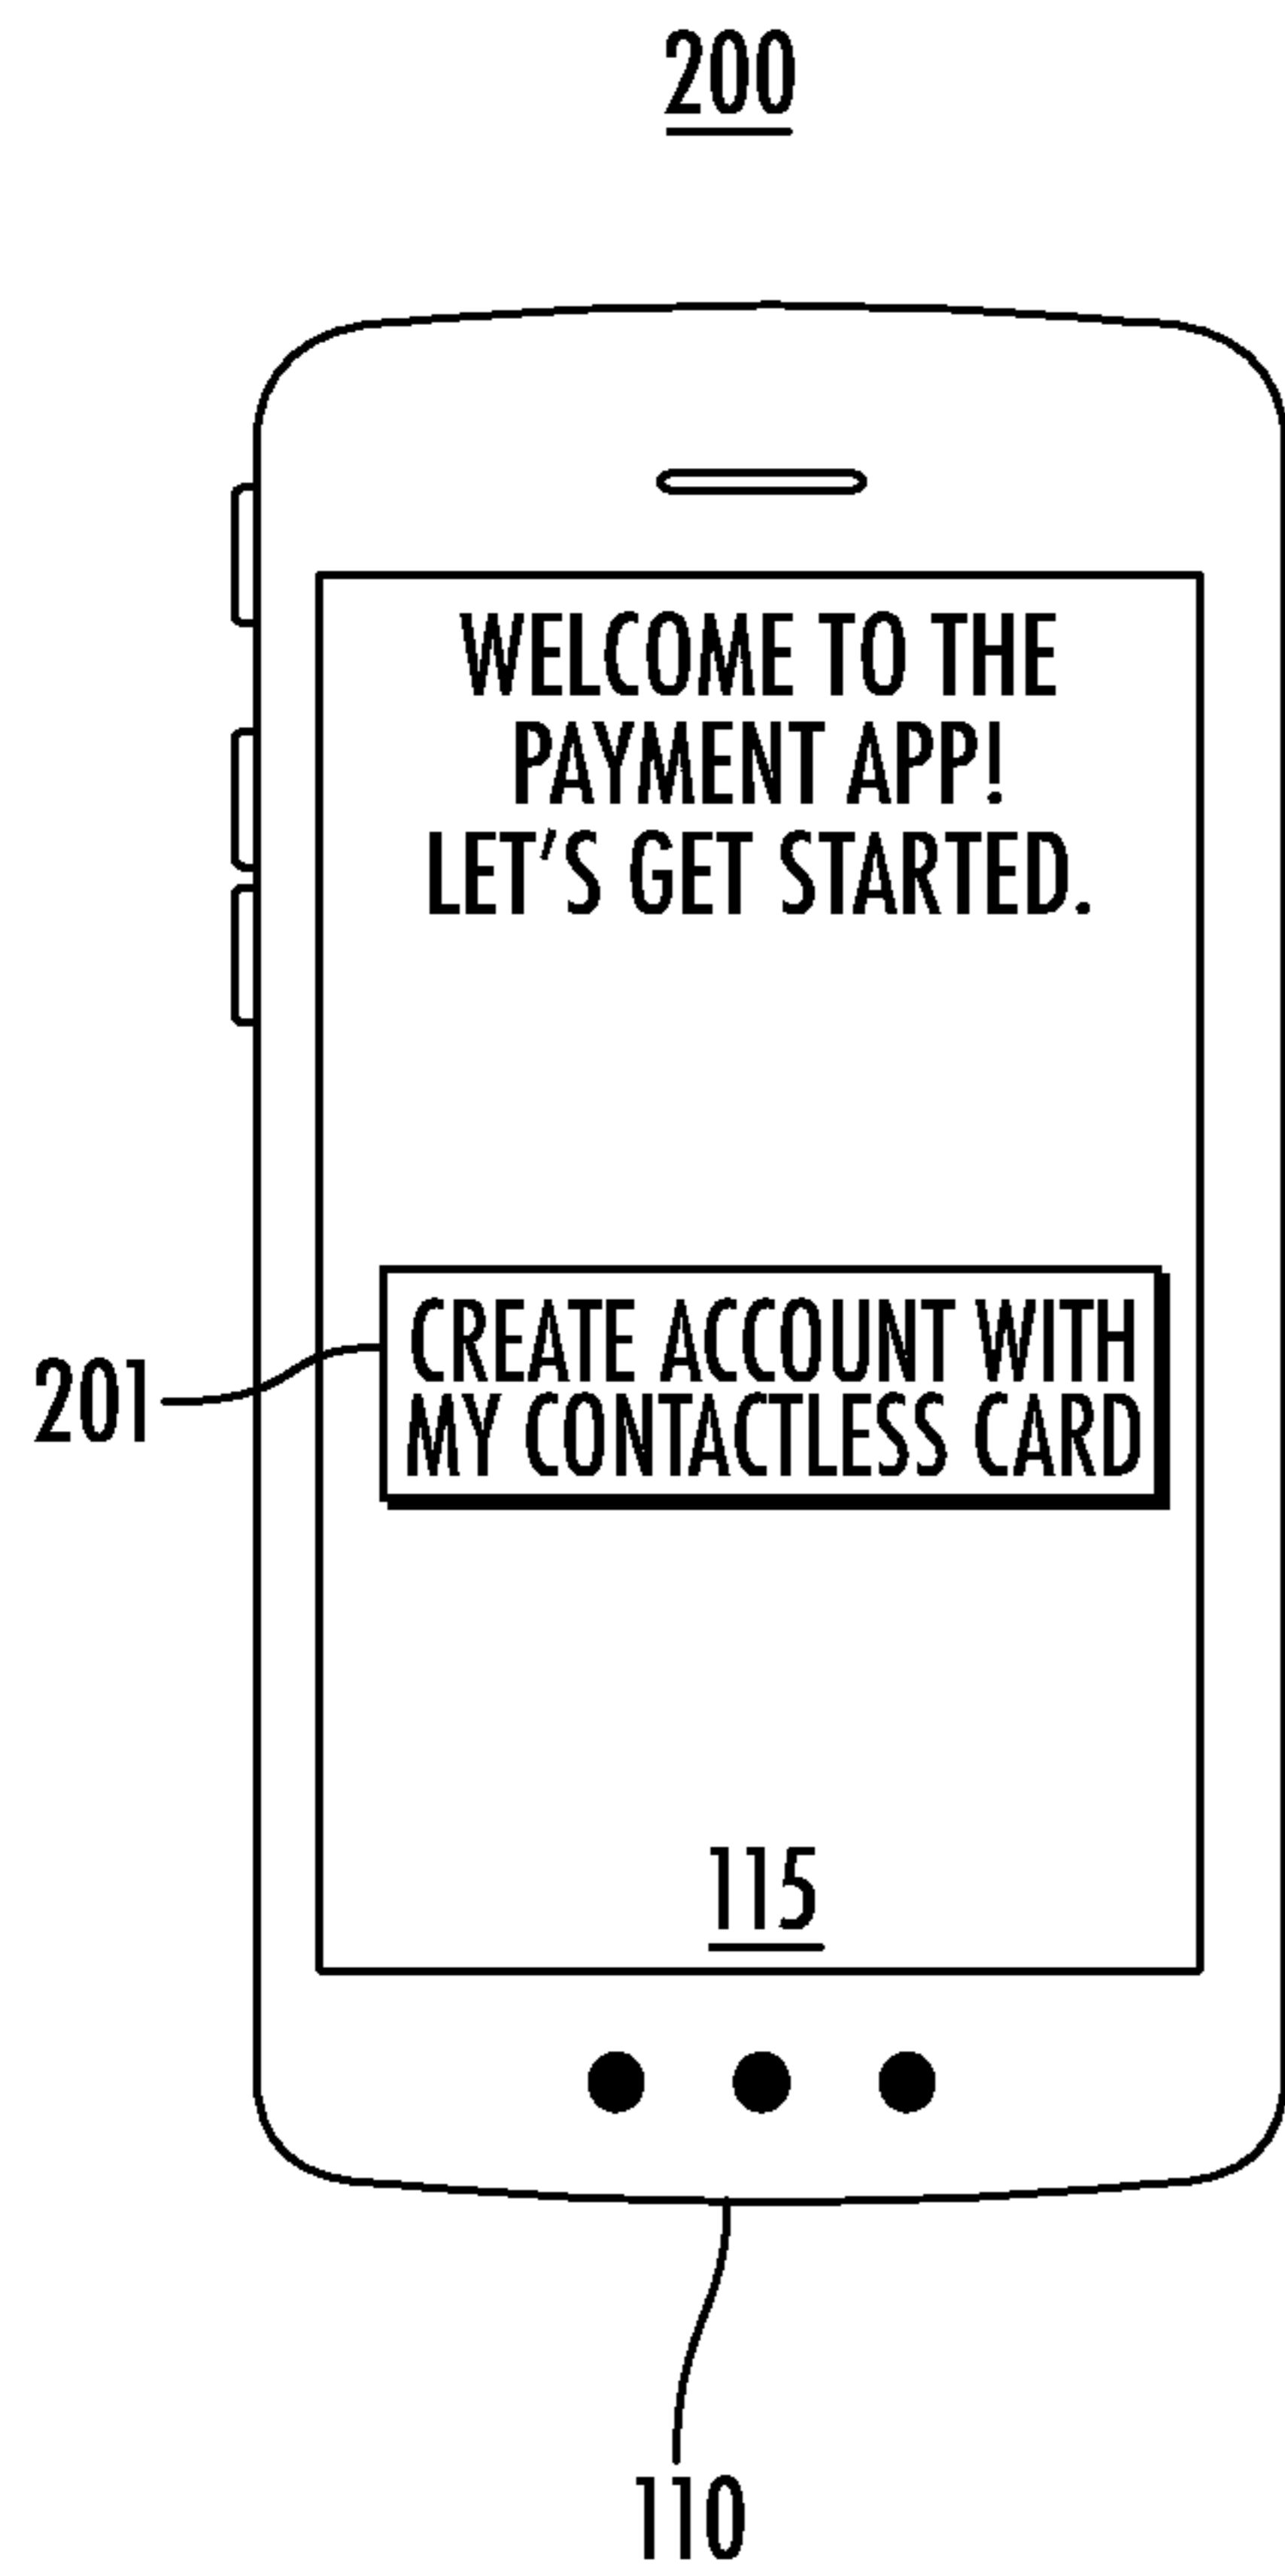 200
WELCOME TO THE
PAYMENT APP!
LET'S GET STARTED.
CREATE ACCOUNT WITH
MY CONTACTLESS CARD
201
115
110